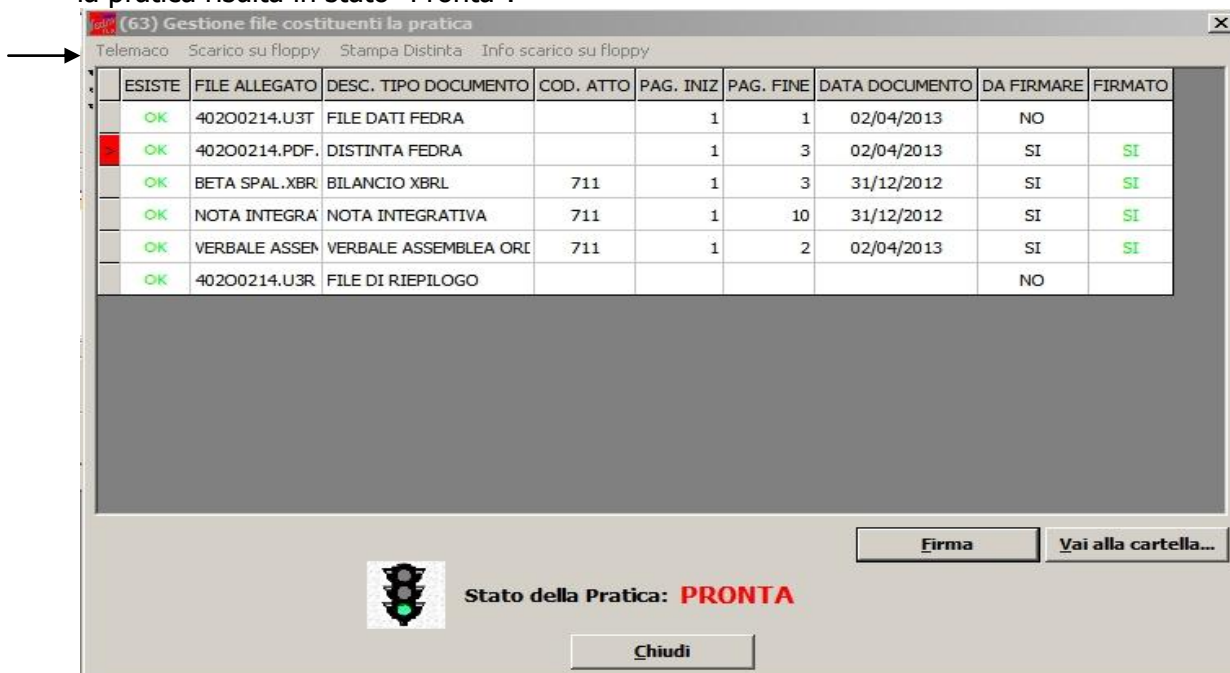 la pratica risulta in stato "Pronta".
(63) Gestione file costituenti la pratica
Telemaco Scarico su floppy Stampa Distinta Info scarico su floppy
ESISTE FILE ALLEGATO DESC. TIPO DOCUMENTO COD. ATTO PAG. INIZ PAG. FINE DATA DOCUMENTO DA FIRMARE FIRMATO
OK 402O0214.U3T FILE DATI FEDRA 1 1 02/04/2013 NO
> OK 402O0214.PDF. DISTINTA FEDRA 1 3 02/04/2013 SI SI
OK BETA SPAL.XBR BILANCIO XBRL 711 1 3 31/12/2012 SI SI
OK NOTA INTEGRA NOTA INTEGRATIVA 711 1 10 31/12/2012 SI SI
OK VERBALE ASSEM VERBALE ASSEMBLEA ORD 711 1 2 02/04/2013 SI SI
OK 402O0214.U3R FILE DI RIEPILOGO NO
Firma Vai alla cartella...
Stato della Pratica: PRONTA
Chiudi